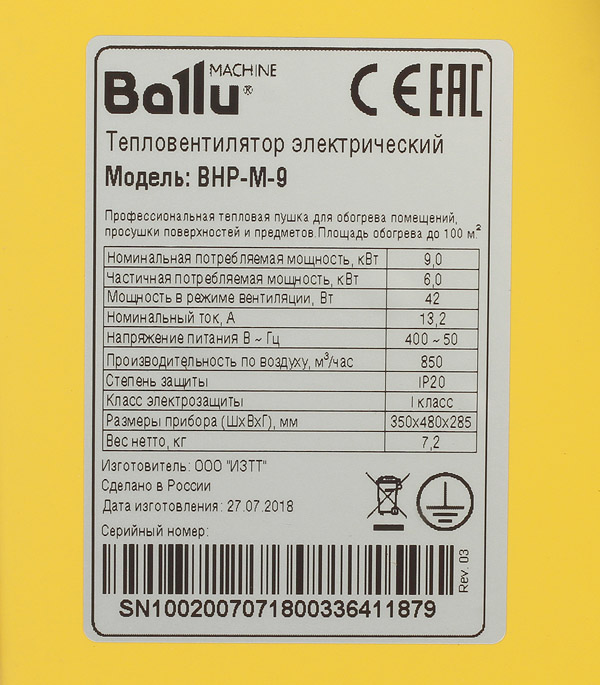 Ballu MACHINE ® CE EAC
Тепловентилятор электрический
Модель: BHP-M-9
Профессиональная тепловая пушка для обогрева помещений,
просушки поверхностей и предметов.Площадь обогрева до 100 м.²
Номинальная потребляемая мощность, кВт 9,0
Частичная потребляемая мощность, кВт 6,0
Мощность в режиме вентиляции, Вт 42
Номинальный ток, А 13,2
Напряжение питания В ~ Гц 400 ~ 50
Производительность по воздуху, м³/час 850
Степень защиты IP20
Класс электрозащиты I класс
Размеры прибора (ШхВхГ), мм 350x480x285
Вес нетто, кг 7,2
Изготовитель: ООО "ИЗТТ"
Сделано в России
Дата изготовления: 27.07.2018
Серийный номер:
Rev. 03
SN1002007071800336411879